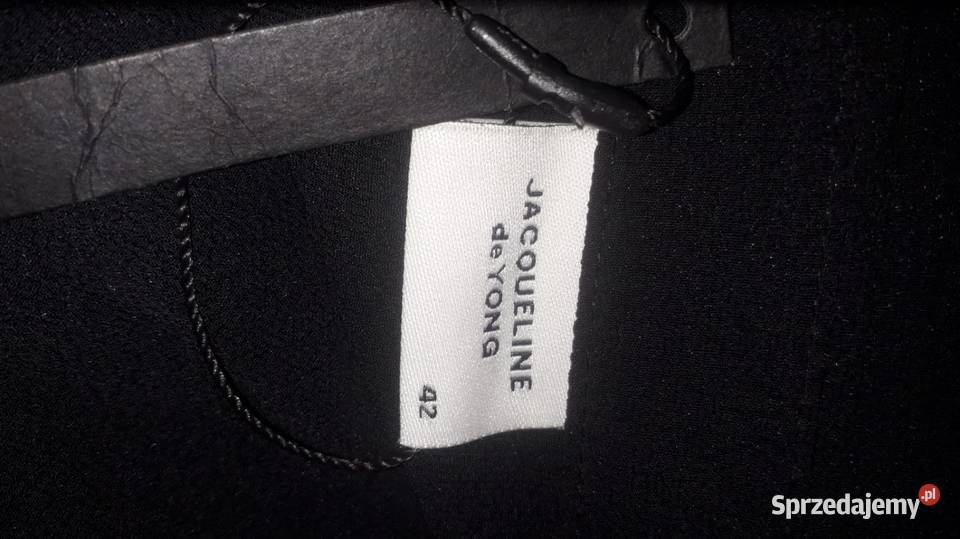 JACQUELINE
de YONG
42
Sprzedajemy.pl